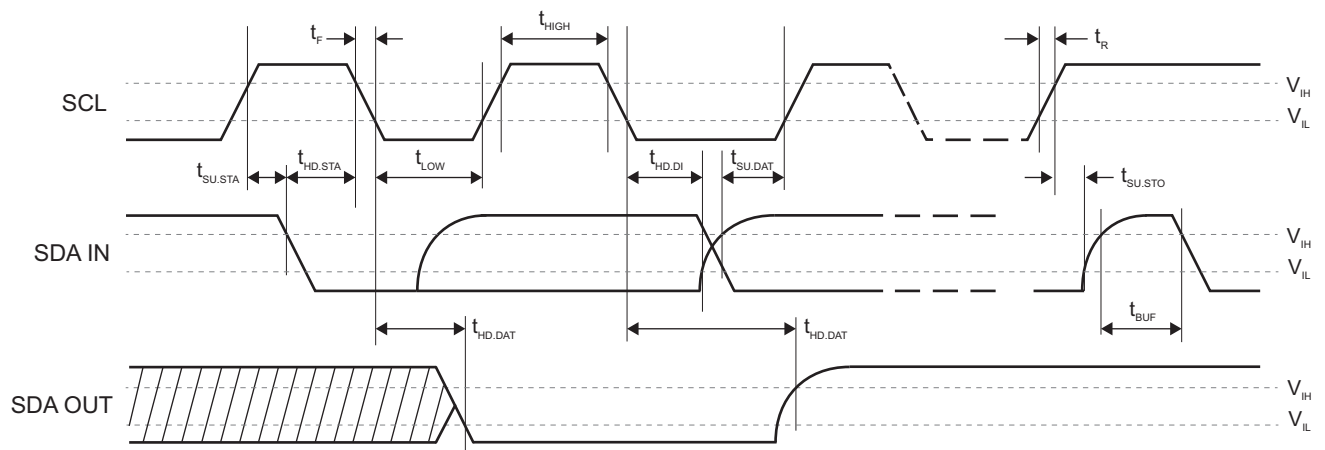 t_F
t_HIGH
t_R
SCL
V_IH
V_IL
t_SU.STA
t_HD.STA
t_LOW
t_HD.DI
t_SU.DAT
t_SU.STO
SDA IN
V_IH
V_IL
t_HD.DAT
t_HD.DAT
t_BUF
SDA OUT
V_IH
V_IL